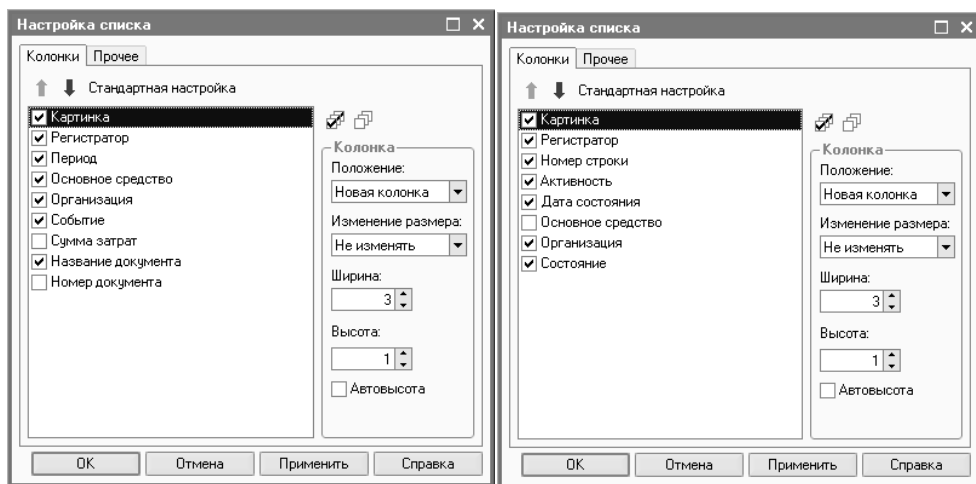 Настройка списка
Колонки
Прочее
Стандартная настройка
Картинка
Регистратор
Период
Основное средство
Организация
Событие
Сумма затрат
Название документа
Номер документа
Колонка
Положение:
Новая колонка
Изменение размера:
Не изменять
Ширина:
3
Высота:
1
Автовысота
ОК
Отмена
Применить
Справка
Настройка списка
Колонки
Прочее
Стандартная настройка
Картинка
Регистратор
Номер строки
Активность
Дата состояния
Основное средство
Организация
Состояние
Колонка
Положение:
Новая колонка
Изменение размера:
Не изменять
Ширина:
3
Высота:
1
Автовысота
ОК
Отмена
Применить
Справка